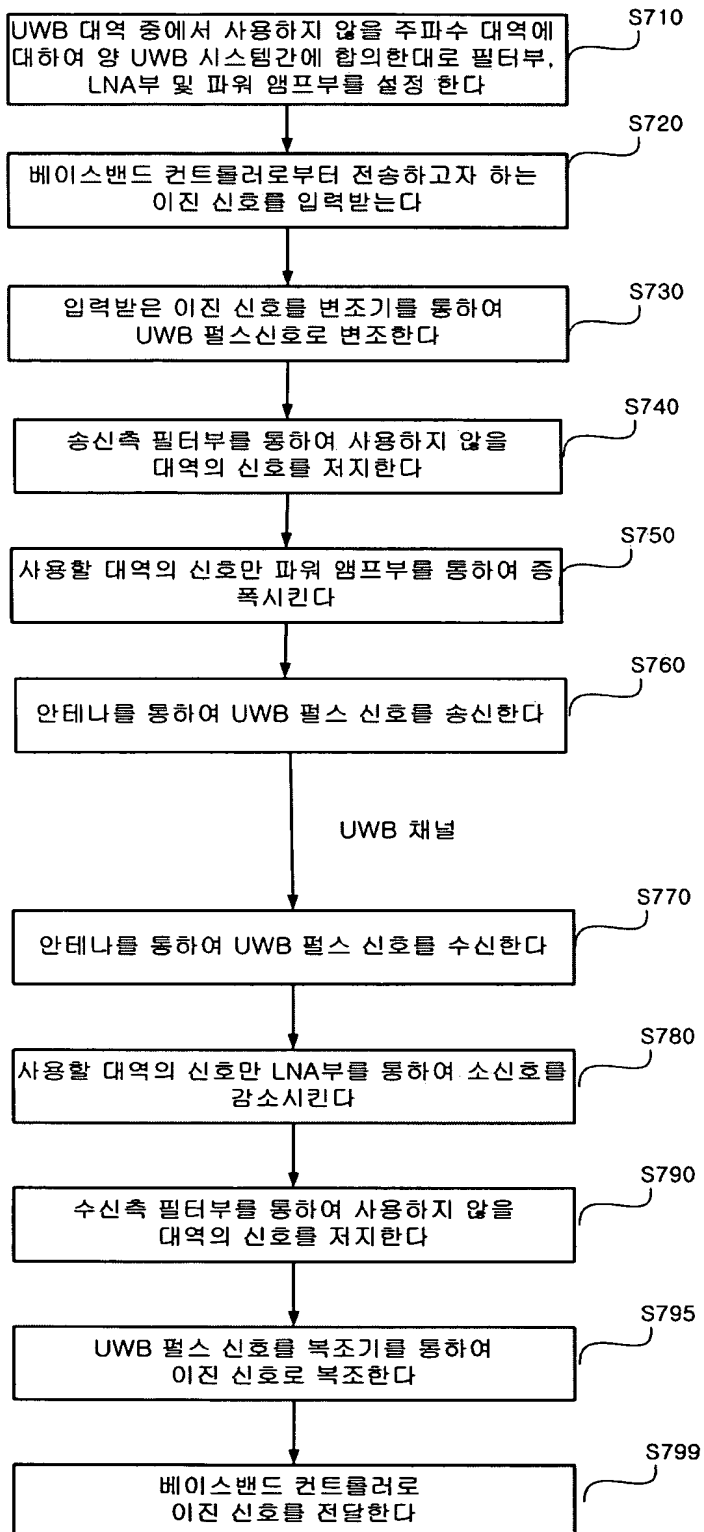 S710
UWB 대역 중에서 사용하지 않을 주파수 대역에
대하여 양 UWB 시스템간에 합의한대로 필터부,
LNA부 및 파워 앰프부를 설정 한다
S720
베이스밴드 컨트롤러로부터 전송하고자 하는
이진 신호를 입력받는다
S730
입력받은 이진 신호를 변조기를 통하여
UWB 펄스신호로 변조한다
S740
송신측 필터부를 통하여 사용하지 않을
대역의 신호를 저지한다
S750
사용할 대역의 신호만 파워 앰프부를 통하여 증
폭시킨다
S760
안테나를 통하여 UWB 펄스 신호를 송신한다
UWB 채널
S770
안테나를 통하여 UWB 펄스 신호를 수신한다
S780
사용할 대역의 신호만 LNA부를 통하여 소신호를
감소시킨다
S790
수신측 필터부를 통하여 사용하지 않을
대역의 신호를 저지한다
S795
UWB 펄스 신호를 복조기를 통하여
이진 신호로 복조한다
S799
베이스밴드 컨트롤러로
이진 신호를 전달한다